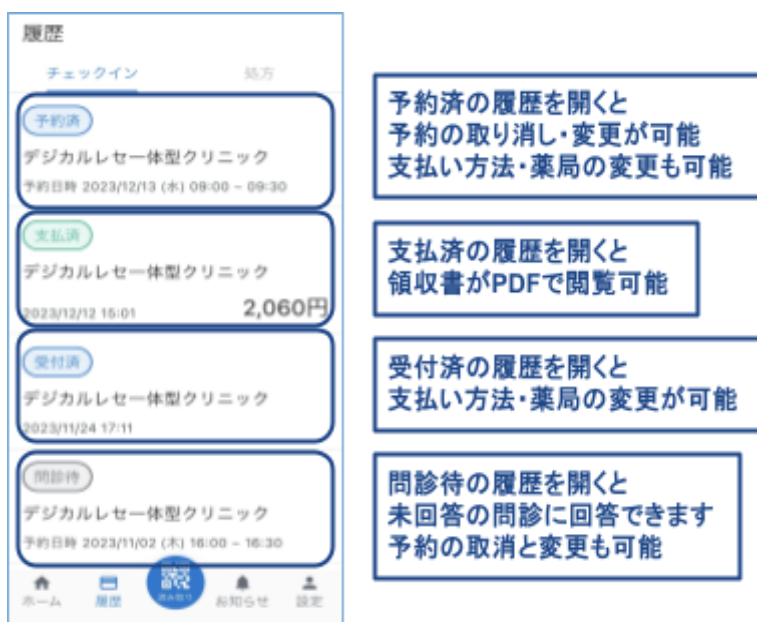 履歴
チェックイン
処方
予約済
デジカルレセ一体型クリニック
予約日時 2023/12/13 (水) 09:00 – 09:30
支払済
デジカルレセ一体型クリニック
2023/12/12 15:01
2,060円
受付済
デジカルレセ一体型クリニック
2023/11/24 17:11
問診待
デジカルレセ一体型クリニック
予約日時 2023/11/02 (木) 16:00 – 16:30
ホーム
履歴
読み取り
お知らせ
設定
予約済の履歴を開くと
予約の取り消し・変更が可能
支払い方法・薬局の変更も可能
支払済の履歴を開くと
領収書がPDFで閲覧可能
受付済の履歴を開くと
支払い方法・薬局の変更が可能
問診待の履歴を開くと
未回答の問診に回答できます
予約の取消と変更も可能